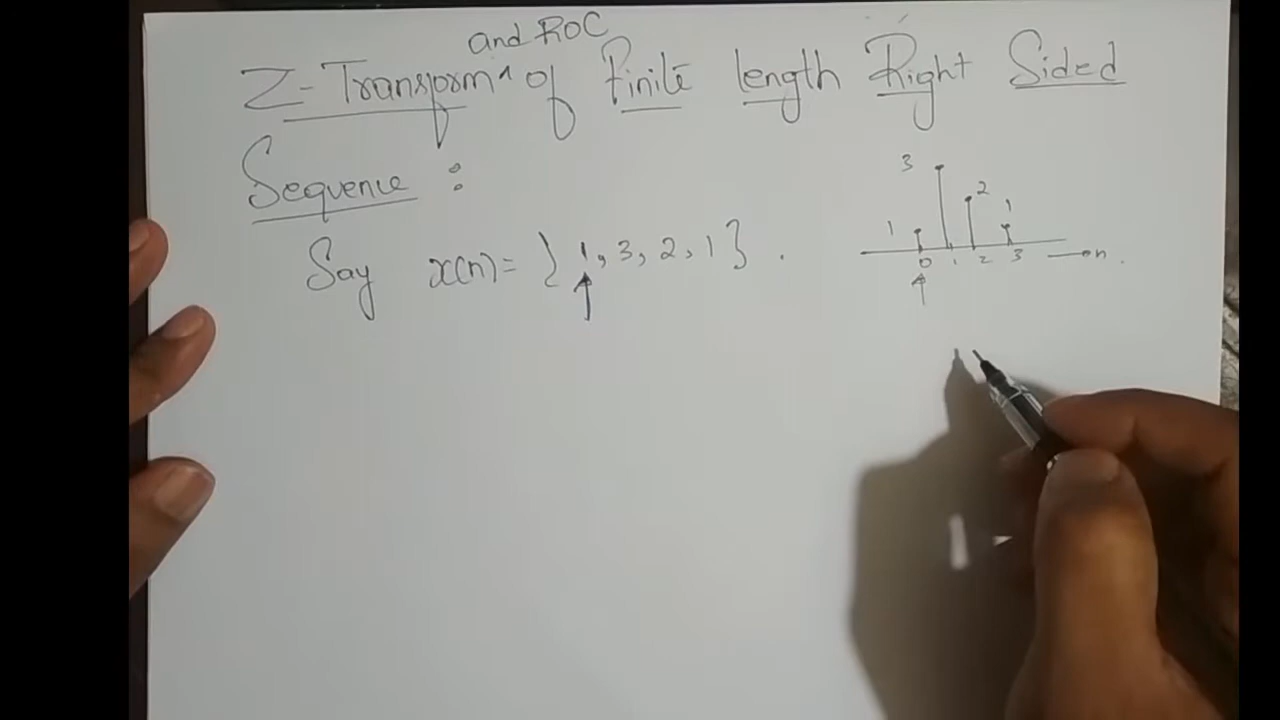 and ROC
Z-Transform ^ of Finite length Right Sided
Sequence :
Say x(n) = { 1, 3, 2, 1 } .
↑
3
2
1
1
0 1 2 3 → n .
↑